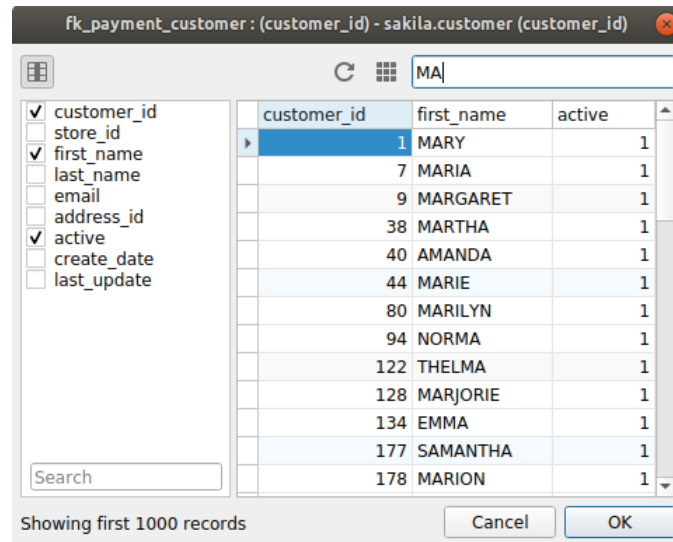 fk_payment_customer : (customer_id) - sakila.customer (customer_id)
MA
customer_id
store_id
first_name
last_name
email
address_id
active
create_date
last_update
Search
customer_id first_name active
1 MARY 1
7 MARIA 1
9 MARGARET 1
38 MARTHA 1
40 AMANDA 1
44 MARIE 1
80 MARILYN 1
94 NORMA 1
122 THELMA 1
128 MARJORIE 1
134 EMMA 1
177 SAMANTHA 1
178 MARION 1
Showing first 1000 records
Cancel
OK